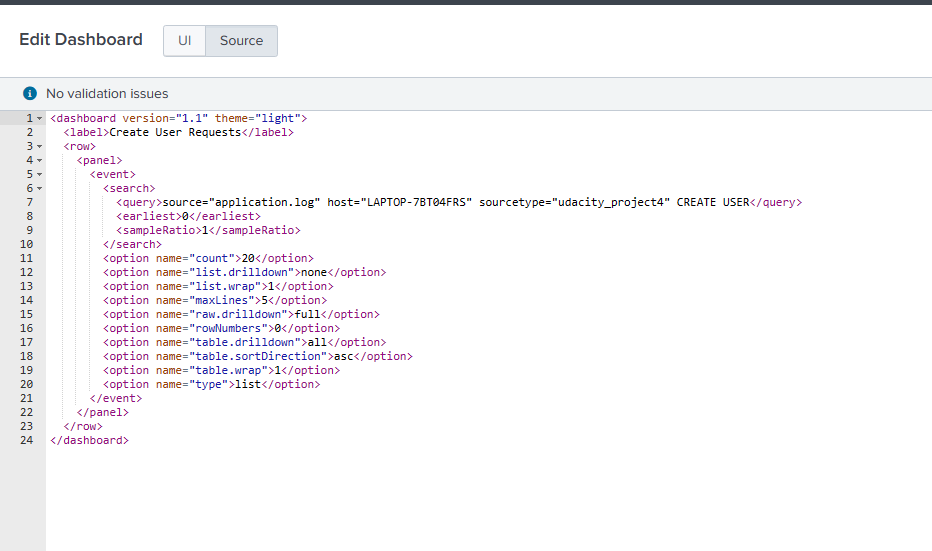 Edit Dashboard UI Source
No validation issues
1 <dashboard version="1.1" theme="light">
2 <label>Create User Requests</label>
3 <row>
4 <panel>
5 <event>
6 <search>
7 <query>source="application.log" host="LAPTOP-7BT04FRS" sourcetype="udacity_project4" CREATE USER</query>
8 <earliest>0</earliest>
9 <sampleRatio>1</sampleRatio>
10 </search>
11 <option name="count">20</option>
12 <option name="list.drilldown">none</option>
13 <option name="list.wrap">1</option>
14 <option name="maxLines">5</option>
15 <option name="raw.drilldown">full</option>
16 <option name="rowNumbers">0</option>
17 <option name="table.drilldown">all</option>
18 <option name="table.sortDirection">asc</option>
19 <option name="table.wrap">1</option>
20 <option name="type">list</option>
21 </event>
22 </panel>
23 </row>
24 </dashboard>